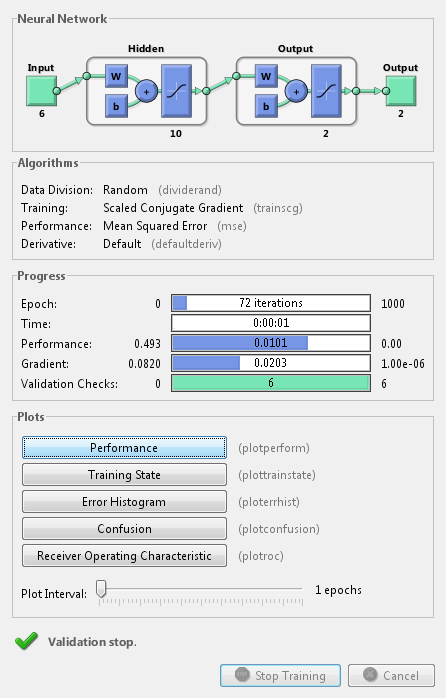 Neural Network
Hidden Output
Input Output
W W
b + b +
6 10 2 2
Algorithms
Data Division: Random (dividerand)
Training: Scaled Conjugate Gradient (trainscg)
Performance: Mean Squared Error (mse)
Derivative: Default (defaultderiv)
Progress
Epoch: 0 72 iterations 1000
Time: 0:00:01
Performance: 0.493 0.0101 0.00
Gradient: 0.0820 0.0203 1.00e-06
Validation Checks: 0 6 6
Plots
Performance (plotperform)
Training State (plottrainstate)
Error Histogram (ploterrhist)
Confusion (plotconfusion)
Receiver Operating Characteristic (plotroc)
Plot Interval: 1 epochs
Validation stop.
Stop Training Cancel